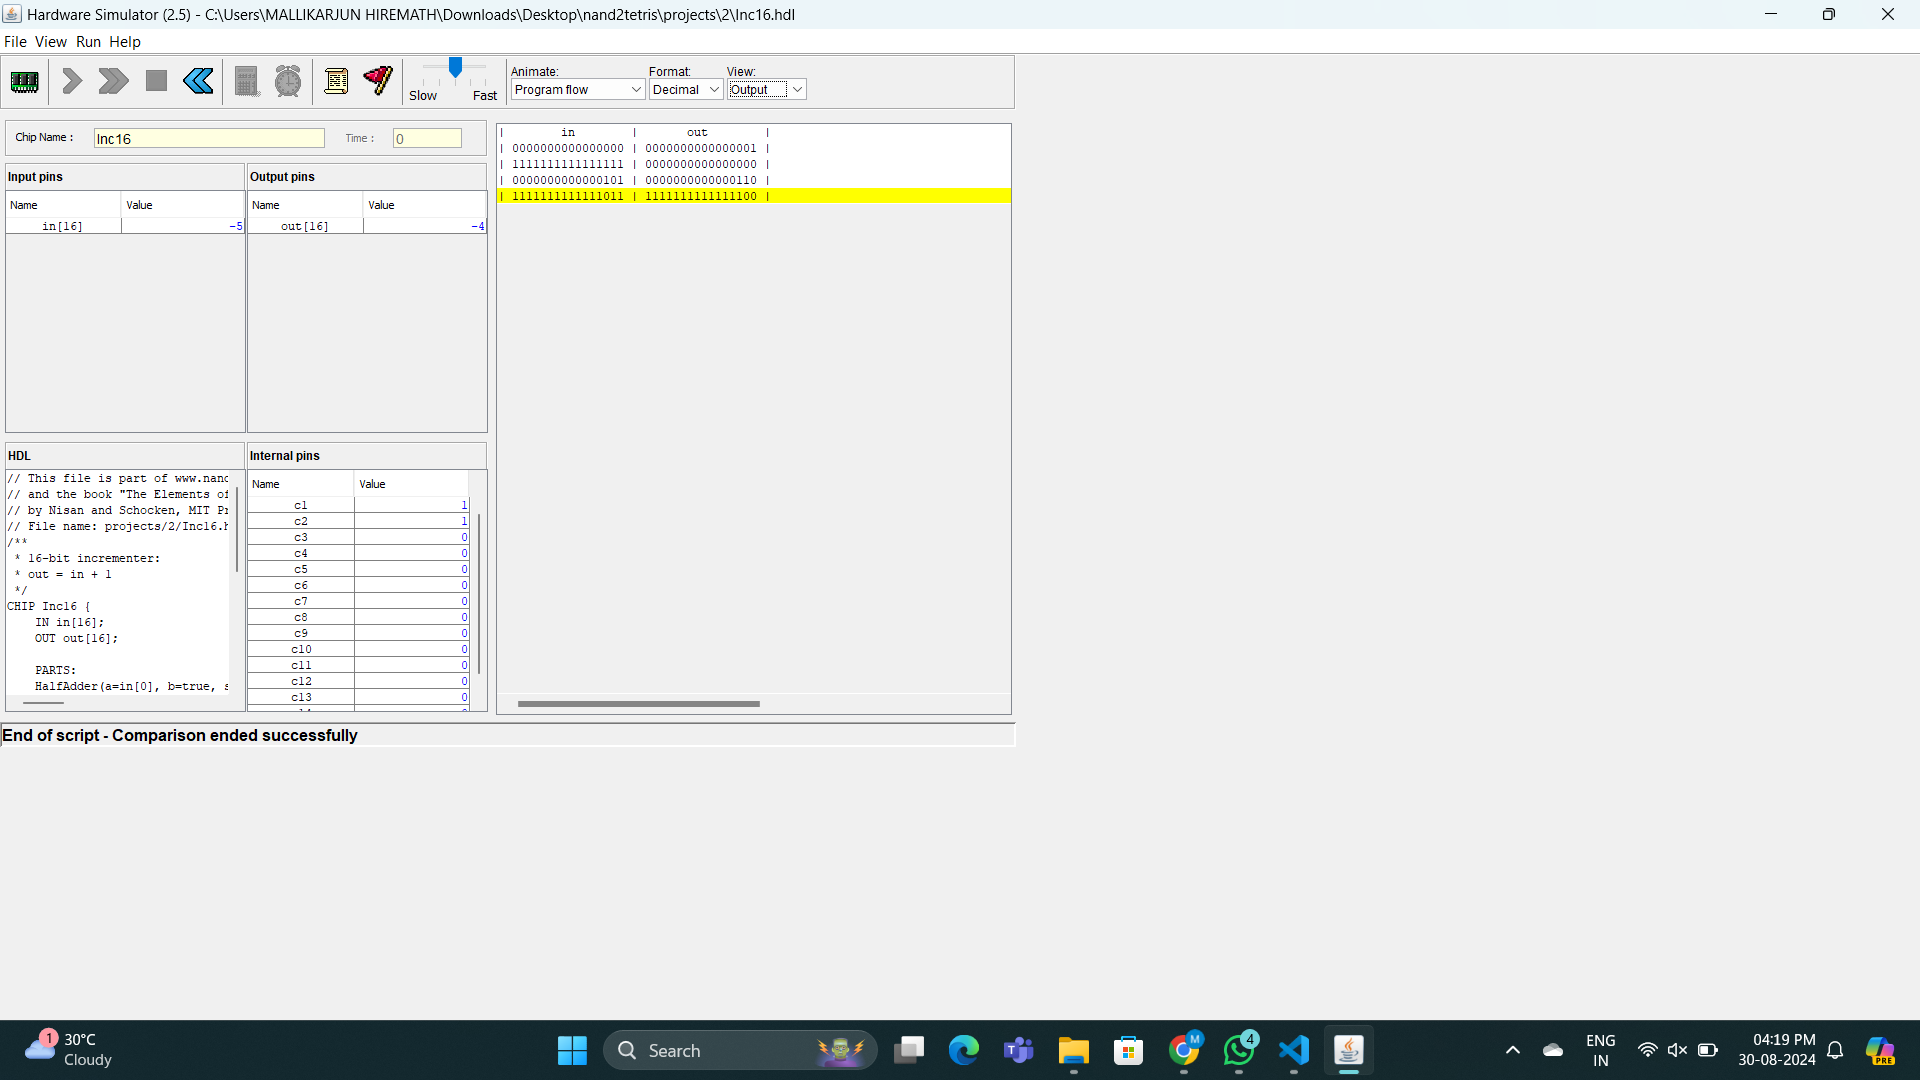 Hardware Simulator (2.5) - C:\Users\MALLIKARJUN HIREMATH\Downloads\Desktop\nand2tetris\projects\2\Inc16.hdl
File View Run Help
Slow Fast
Animate: Format: View:
Program flow Decimal Output
Chip Name : Inc16 Time : 0
Input pins
Name Value
in[16] -5
Output pins
Name Value
out[16] -4
| in | out |
| 0000000000000000 | 0000000000000001 |
| 1111111111111111 | 0000000000000000 |
| 0000000000000101 | 0000000000000110 |
| 1111111111111011 | 1111111111111100 |
HDL
// This file is part of www.nand
// and the book "The Elements of
// by Nisan and Schocken, MIT Pr
// File name: projects/2/Inc16.h
/**
* 16-bit incrementer:
* out = in + 1
*/
CHIP Inc16 {
IN in[16];
OUT out[16];
PARTS:
HalfAdder(a=in[0], b=true, s
Internal pins
Name Value
c1 1
c2 1
c3 0
c4 0
c5 0
c6 0
c7 0
c8 0
c9 0
c10 0
c11 0
c12 0
c13 0
End of script - Comparison ended successfully
1
30°C
Cloudy
Search
M
4
ENG
IN
04:19 PM
30-08-2024
PRE